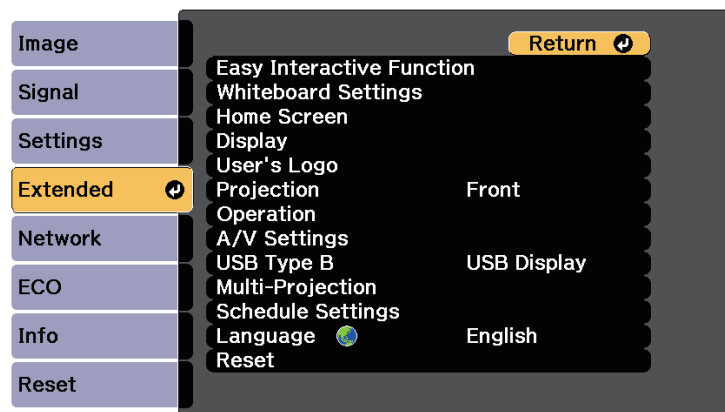 Image
Signal
Settings
Extended
Network
ECO
Info
Reset
Return
Easy Interactive Function
Whiteboard Settings
Home Screen
Display
User's Logo
Projection Front
Operation
A/V Settings
USB Type B USB Display
Multi-Projection
Schedule Settings
Language English
Reset